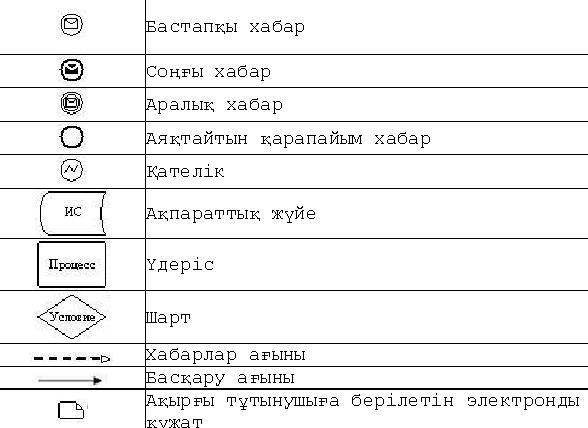 Бастапқы хабар
Соңғы хабар
Аралық хабар
Аяқтайтын қарапайым хабар
Қателік
ИС
Ақпараттық жүйе
Процесс
Үдеріс
Условие
Шарт
Хабарлар ағыны
Басқару ағыны
Ақырғы тұтынушыға берілетін электронды
құжат